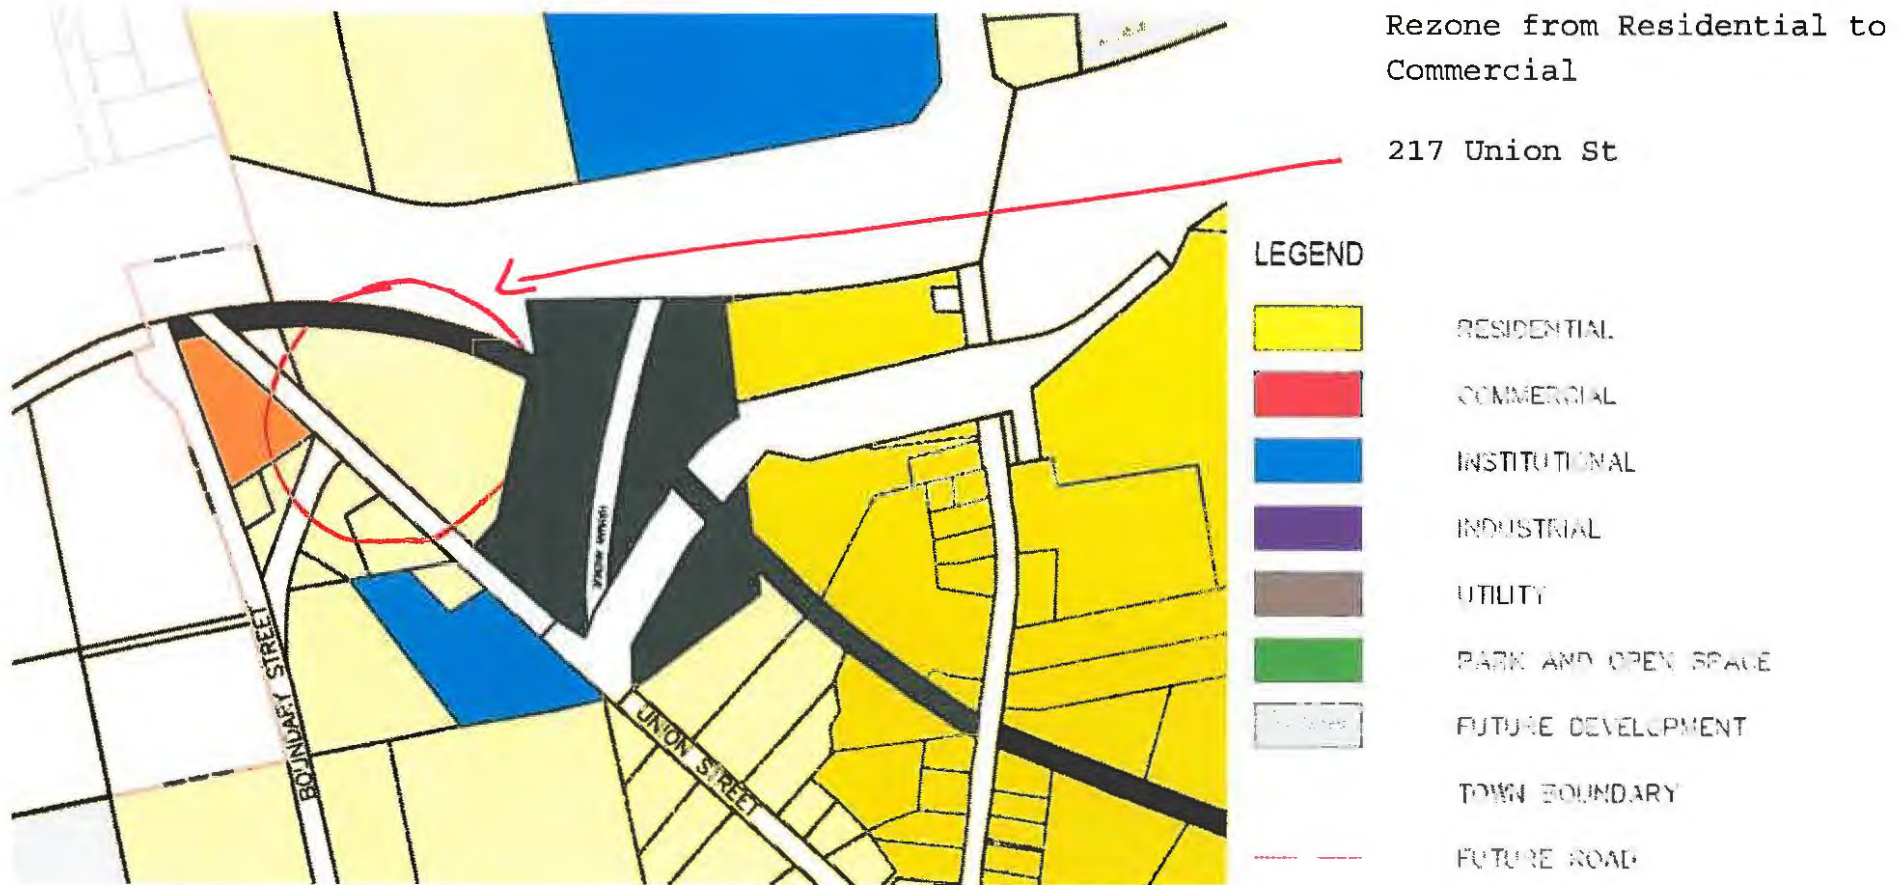 Rezone from Residential to
Commercial
217 Union St
LEGEND
RESIDENTIAL
COMMERCIAL
INSTITUTIONAL
INDUSTRIAL
UTILITY
PARK AND OPEN SPACE
FUTURE DEVELOPMENT
TOWN BOUNDARY
FUTURE ROAD
BOUNDARY STREET
UNION STREET